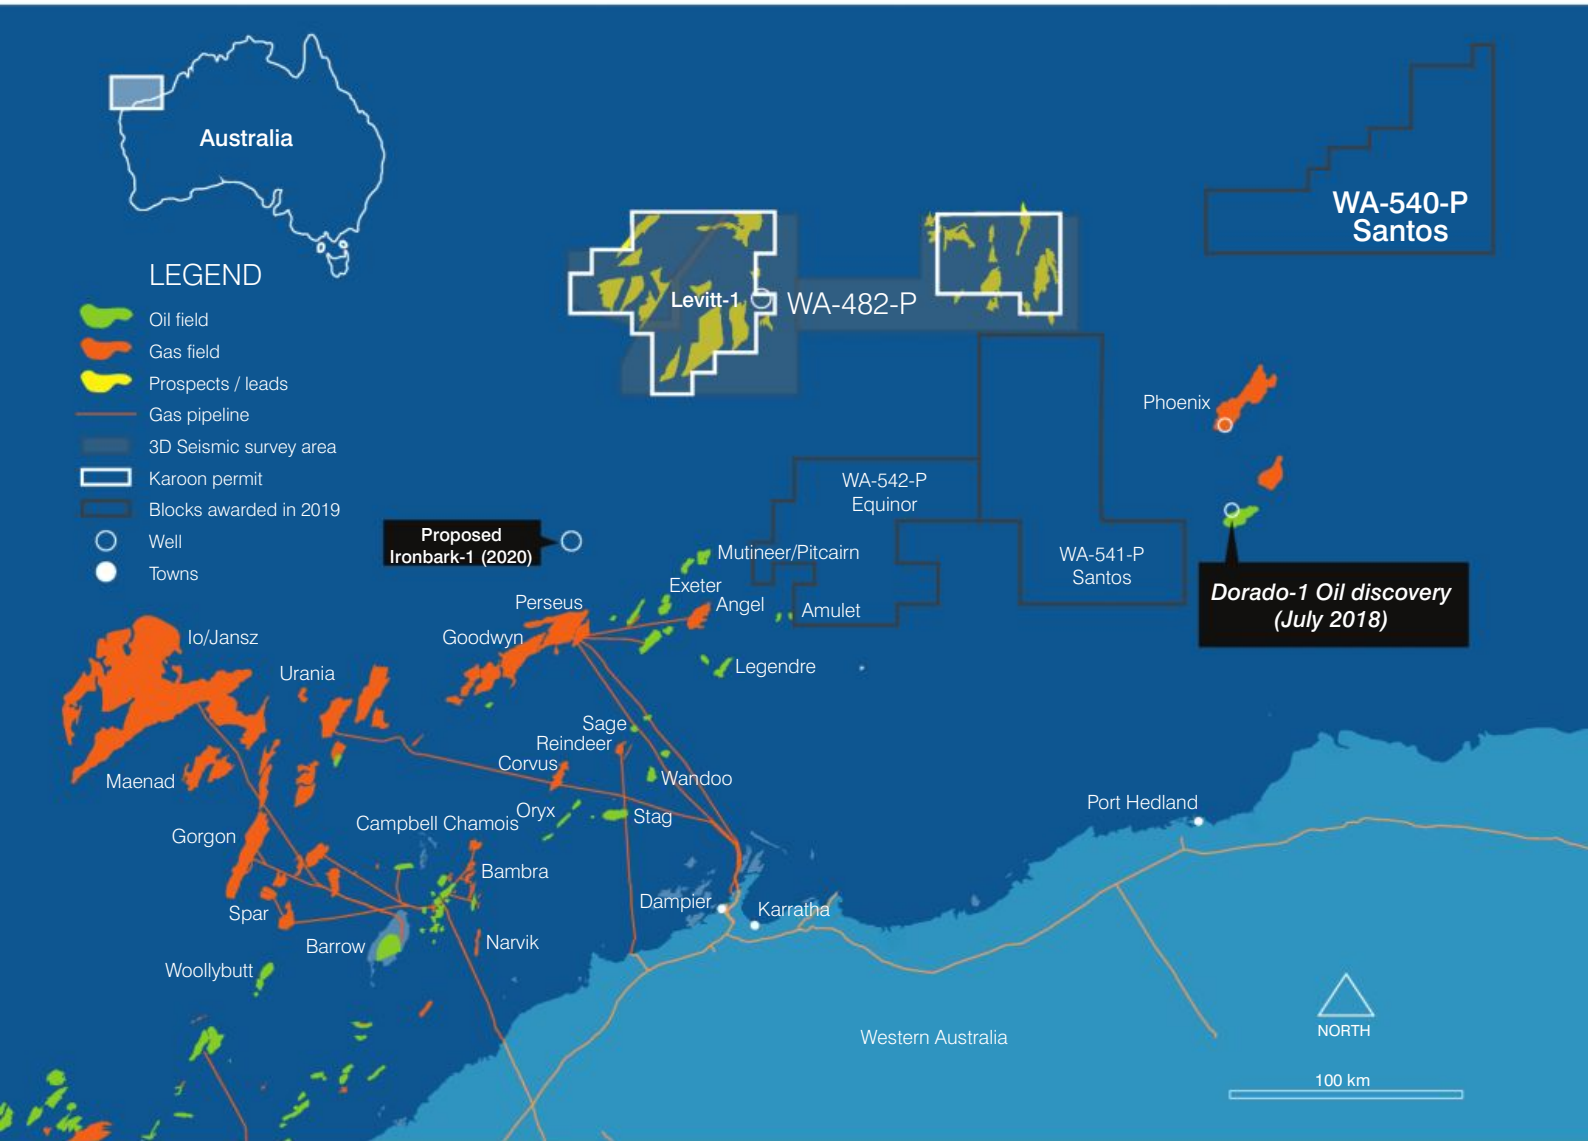 Australia
WA-540-P
Santos
LEGEND
Oil field
Gas field
Prospects / leads
Gas pipeline
3D Seismic survey area
Karoon permit
Blocks awarded in 2019
Well
Towns
Levitt-1
WA-482-P
Phoenix
WA-542-P
Equinor
Proposed
Ironbark-1 (2020)
Mutineer/Pitcairn
WA-541-P
Santos
Exeter
Dorado-1 Oil discovery
(July 2018)
Perseus
Angel
Amulet
Io/Jansz
Goodwyn
Legendre
Urania
Sage
Reindeer
Corvus
Wandoo
Maenad
Port Hedland
Oryx
Stag
Campbell Chamois
Gorgon
Bambra
Dampier
Karratha
Spar
Barrow
Narvik
Woollybutt
Western Australia
NORTH
100 km